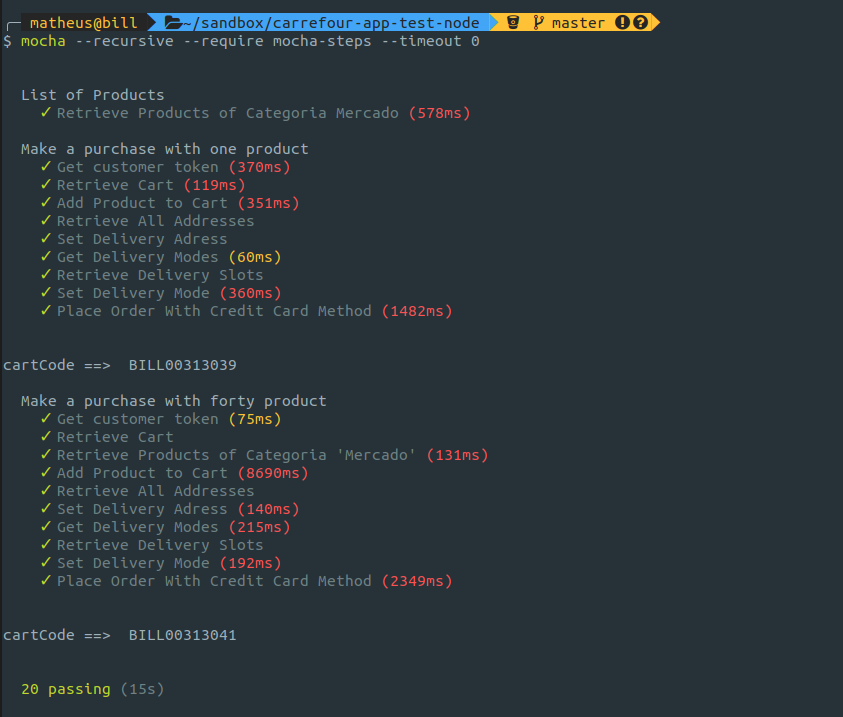 matheus@bill ~/sandbox/carrefour-app-test-node master
$ mocha --recursive --require mocha-steps --timeout 0
List of Products
✓ Retrieve Products of Categoria Mercado (578ms)
Make a purchase with one product
✓ Get customer token (370ms)
✓ Retrieve Cart (119ms)
✓ Add Product to Cart (351ms)
✓ Retrieve All Addresses
✓ Set Delivery Adress
✓ Get Delivery Modes (60ms)
✓ Retrieve Delivery Slots
✓ Set Delivery Mode (360ms)
✓ Place Order With Credit Card Method (1482ms)
cartCode ==> BILL00313039
Make a purchase with forty product
✓ Get customer token (75ms)
✓ Retrieve Cart
✓ Retrieve Products of Categoria 'Mercado' (131ms)
✓ Add Product to Cart (8690ms)
✓ Retrieve All Addresses
✓ Set Delivery Adress (140ms)
✓ Get Delivery Modes (215ms)
✓ Retrieve Delivery Slots
✓ Set Delivery Mode (192ms)
✓ Place Order With Credit Card Method (2349ms)
cartCode ==> BILL00313041
20 passing (15s)